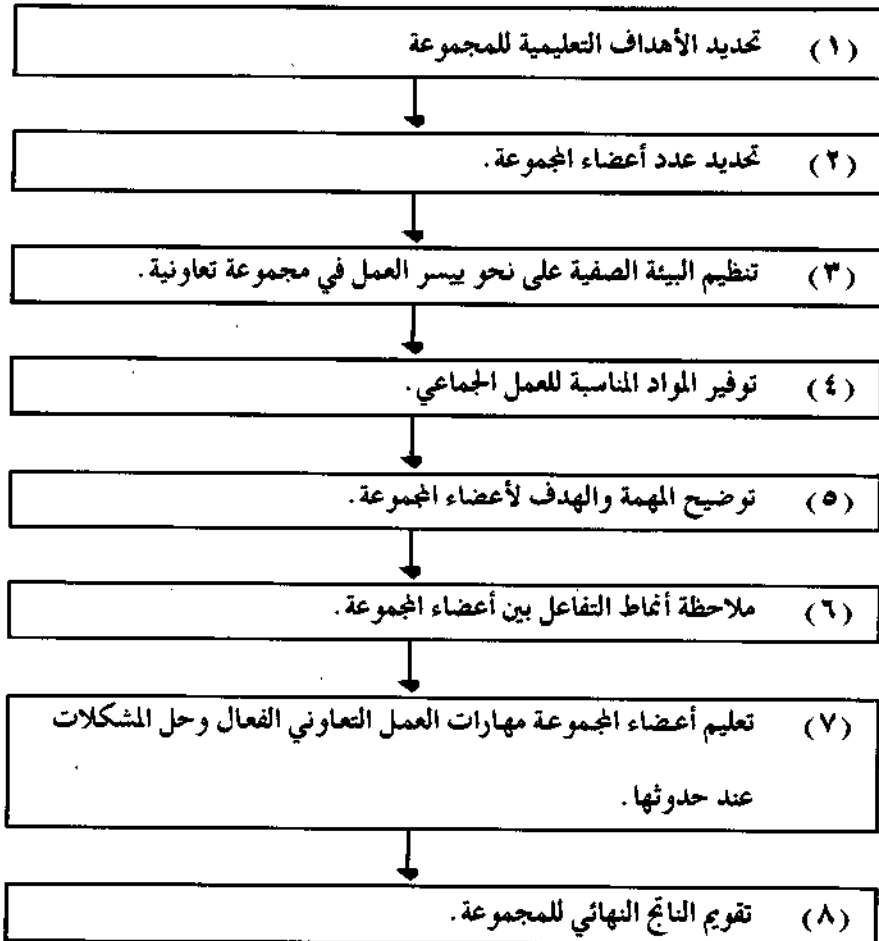 (١) تحديد الأهداف التعليمية للمجموعة
(٢) تحديد عدد أعضاء المجموعة.
(٣) تنظيم البيئة الصفية على نحو ييسر العمل في مجموعة تعاونية.
(٤) توفير المواد المناسبة للعمل الجماعي.
(٥) توضيح المهمة والهدف لأعضاء المجموعة.
(٦) ملاحظة أنماط التفاعل بين أعضاء المجموعة.
(٧) تعليم أعضاء المجموعة مهارات العمل التعاوني الفعال وحل المشكلات
عند حدوثها.
(٨) تقويم الناتج النهائي للمجموعة.